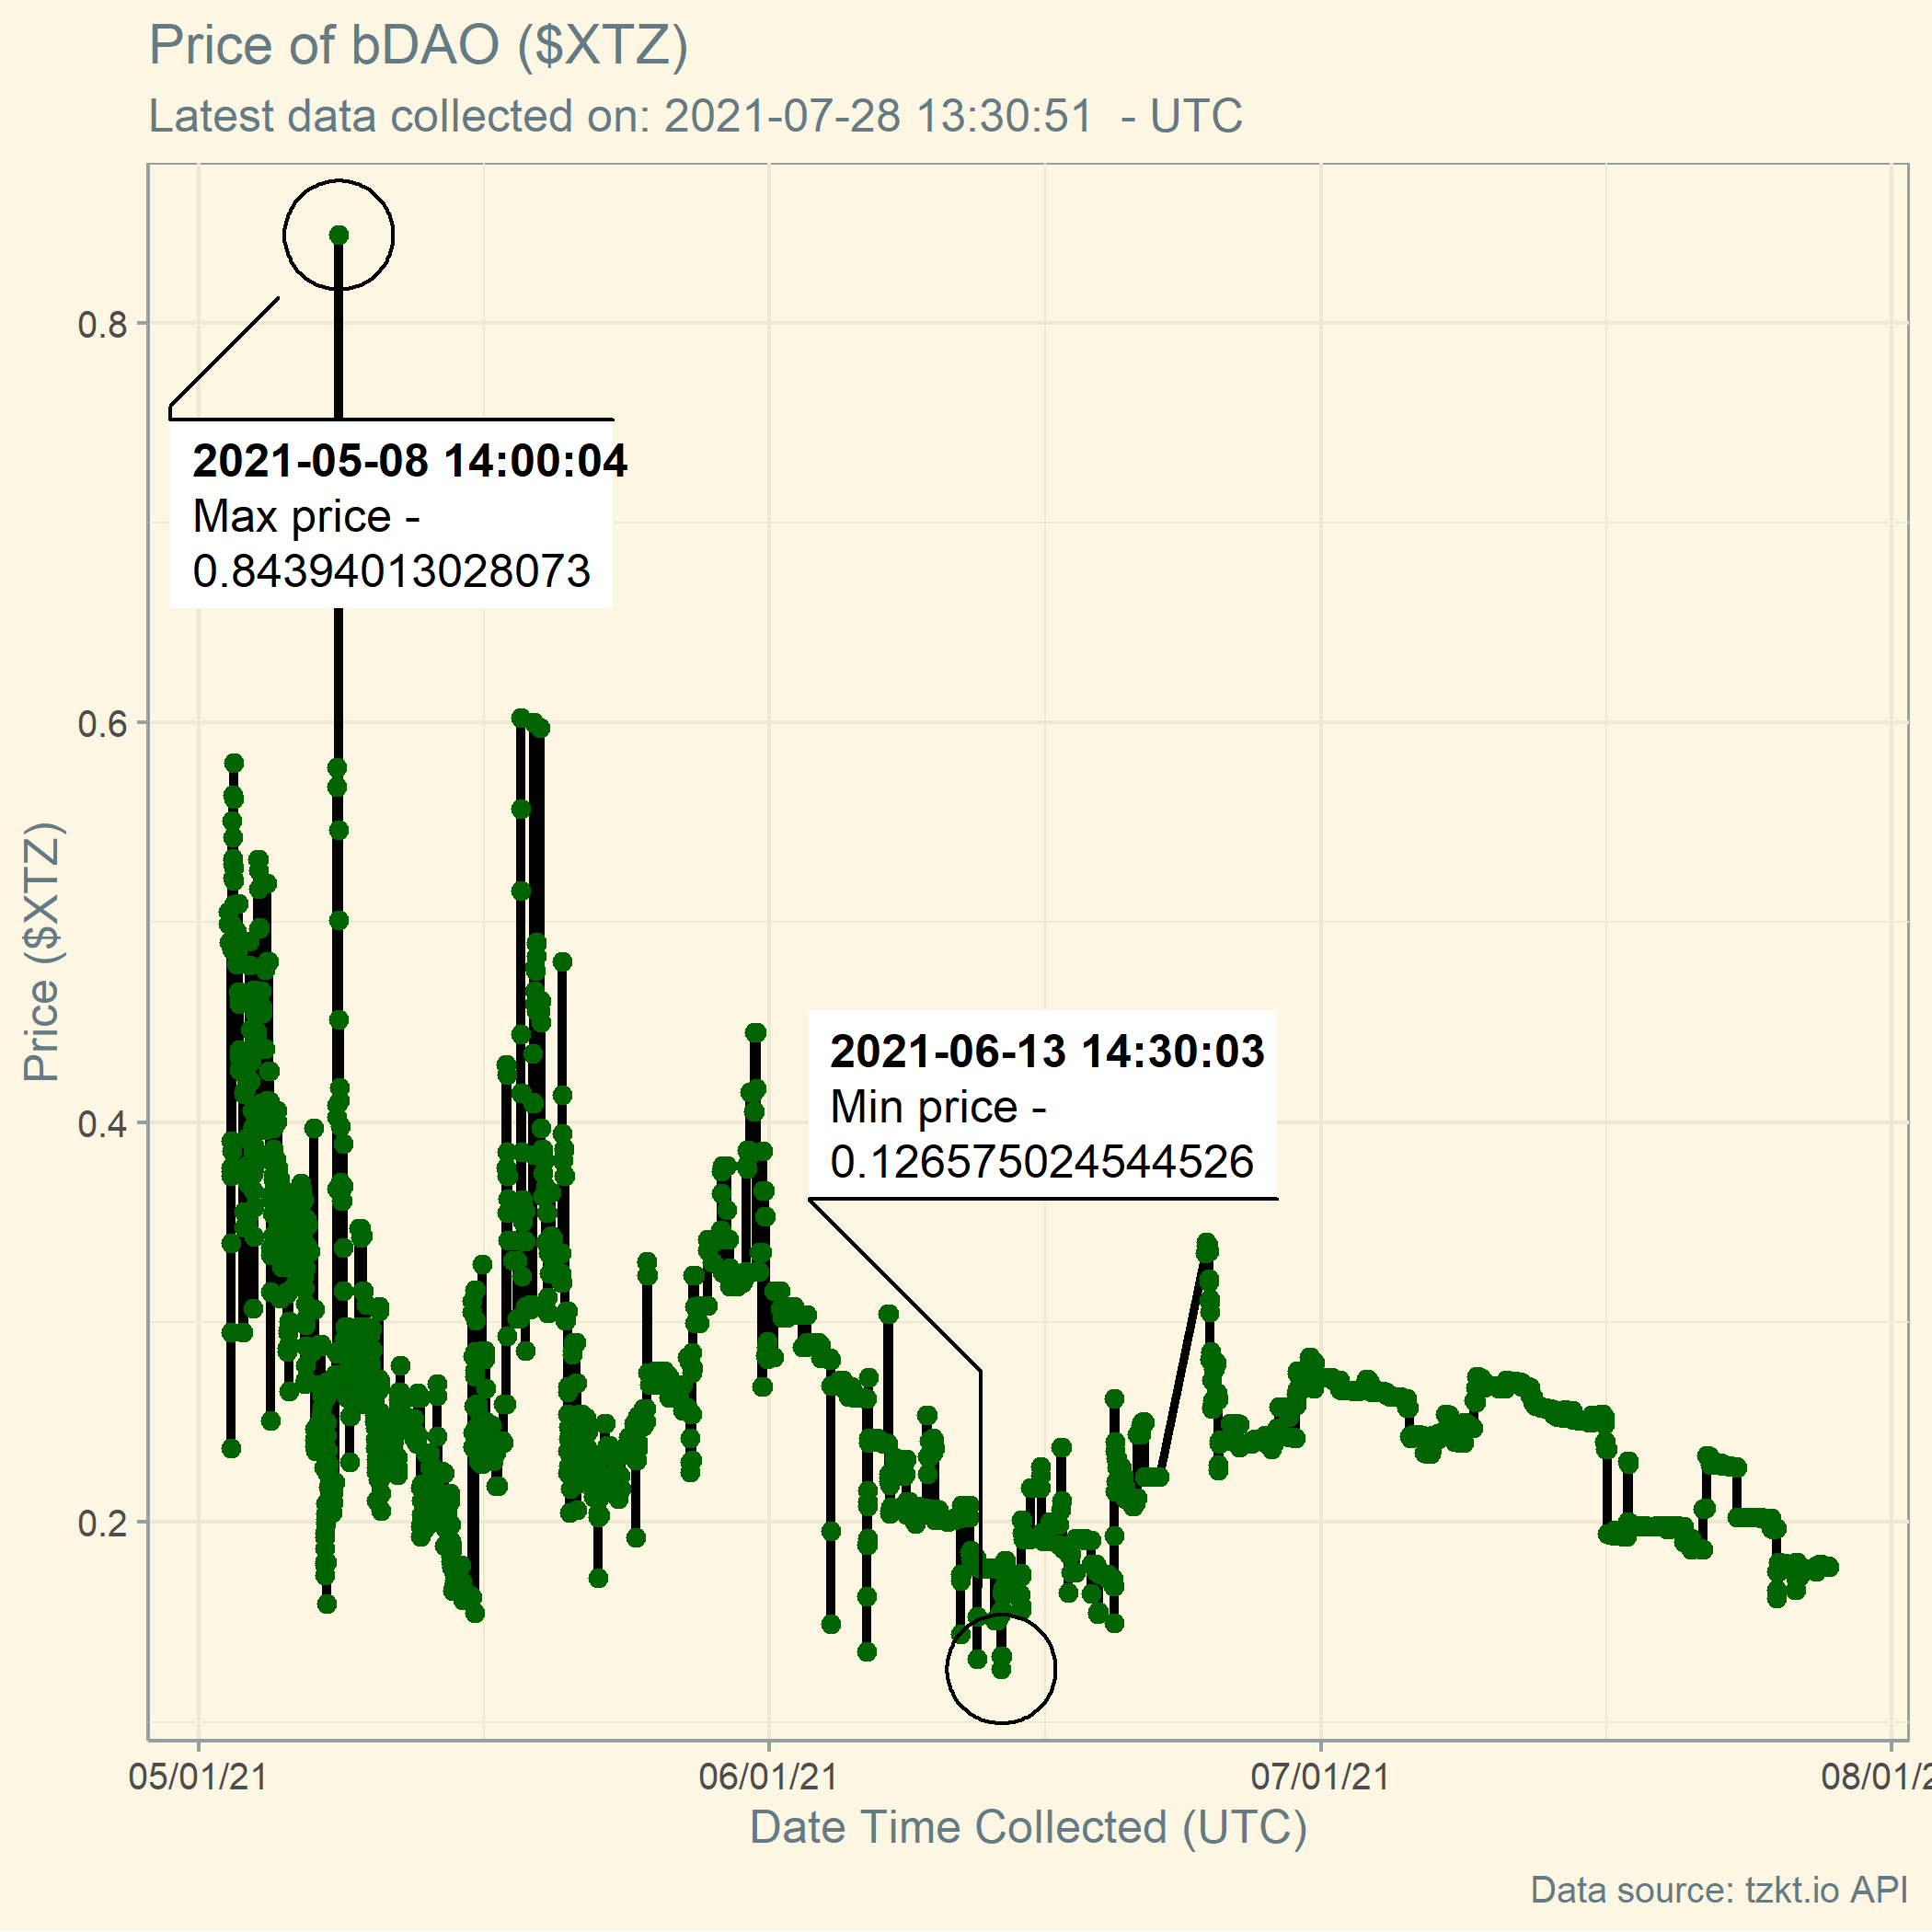 Price of bDAO ($XTZ)
Latest data collected on: 2021-07-28 13:30:51  - UTC
Price ($XTZ)
0.8
0.6
0.4
0.2
2021-05-08 14:00:04
Max price -
0.84394013028073
2021-06-13 14:30:03
Min price -
0.126575024544526
05/01/21
06/01/21
07/01/21
08/01/2
Date Time Collected (UTC)
Data source: tzkt.io API